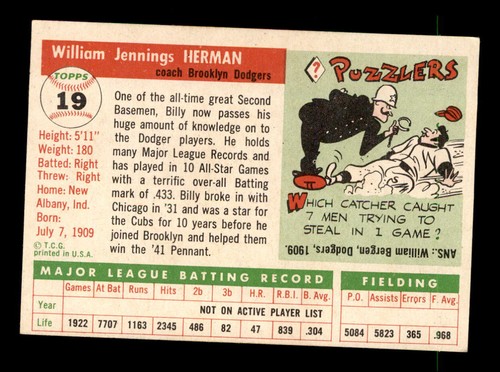 William Jennings HERMAN
coach Brooklyn Dodgers
TOPPS
19
Height: 5'11"
Weight: 180
Batted: Right
Threw: Right
Home: New
Albany, Ind.
Born:
July 7, 1909
© T.C.G.
printed in U.S.A.
One of the all-time great Second
Basemen, Billy now passes his
huge amount of knowledge on to
the Dodger players. He holds
many Major League Records and
has played in 10 All-Star Games
with a terrific over-all Batting
mark of .433. Billy broke in with
Chicago in '31 and was a star for
the Cubs for 10 years before he
joined Brooklyn and helped them
win the '41 Pennant.
? PUZZLERS
WHICH CATCHER CAUGHT
7 MEN TRYING TO
STEAL IN 1 GAME?
ANS.: William Bergen, Dodgers, 1909.
MAJOR LEAGUE BATTING RECORD
Games At Bat Runs Hits 2b 3b H.R. R.B.I. B. Avg.
Year NOT ON ACTIVE PLAYER LIST
Life 1922 7707 1163 2345 486 82 47 839 .304
FIELDING
P.O. Assists Errors F. Avg.
5084 5823 365 .968